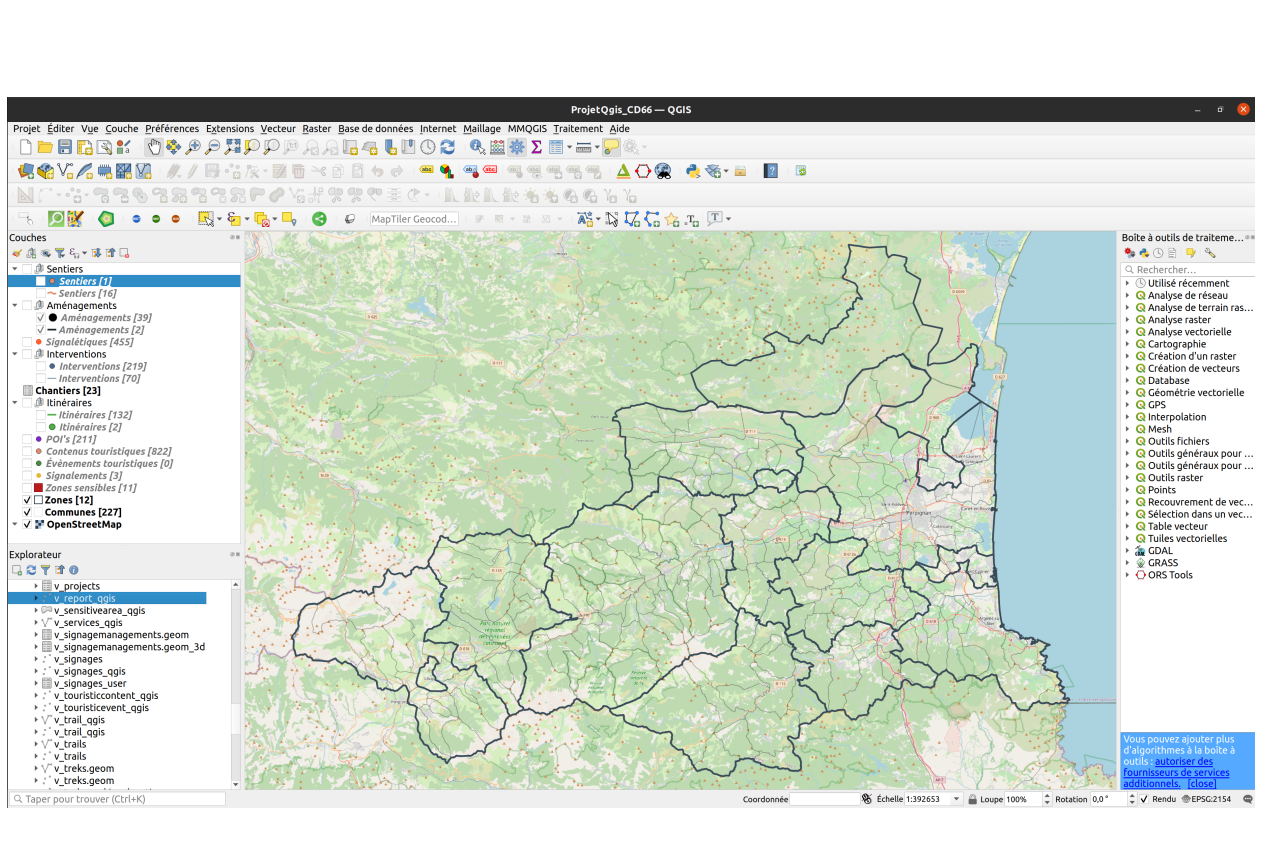 ProjetQgis_CD66 — QGIS
Projet Éditer Vue Couche Préférences Extensions Vecteur Raster Base de données Internet Maillage MMQGIS Traitement Aide
MapTiler Geocod...
Couches
Sentiers
Sentiers [1]
Sentiers [16]
Aménagements
Aménagements [39]
Aménagements [2]
Signalétiques [455]
Interventions
Interventions [219]
Interventions [70]
Chantiers [23]
Itinéraires
Itinéraires [132]
Itinéraires [2]
POI's [211]
Contenus touristiques [822]
Évènements touristiques [0]
Signalements [3]
Zones sensibles [11]
Zones [12]
Communes [227]
OpenStreetMap
Explorateur
v_projects
v_report_qgis
v_sensitivearea_qgis
v_services_qgis
v_signagemanagements.geom
v_signagemanagements.geom_3d
v_signages
v_signages_qgis
v_signages_user
v_touristiccontent_qgis
v_touristicevent_qgis
v_trail_qgis
v_trail_qgis
v_trails
v_trails
v_treks.geom
v_treks.geom
Perpignan
Boîte à outils de traiteme...
Rechercher...
Utilisé récemment
Analyse de réseau
Analyse de terrain ras...
Analyse raster
Analyse vectorielle
Cartographie
Création d'un raster
Création de vecteurs
Database
Géométrie vectorielle
GPS
Interpolation
Mesh
Outils fichiers
Outils généraux pour ...
Outils généraux pour ...
Outils raster
Points
Recouvrement de vec...
Sélection dans un vec...
Table vecteur
Tuiles vectorielles
GDAL
GRASS
ORS Tools
Vous pouvez ajouter plus
d'algorithmes à la boîte à
outils : autoriser des
fournisseurs de services
additionnels. [close]
Taper pour trouver (Ctrl+K)
Coordonnée
Échelle 1:392653
Loupe 100%
Rotation 0,0 °
Rendu
EPSG:2154